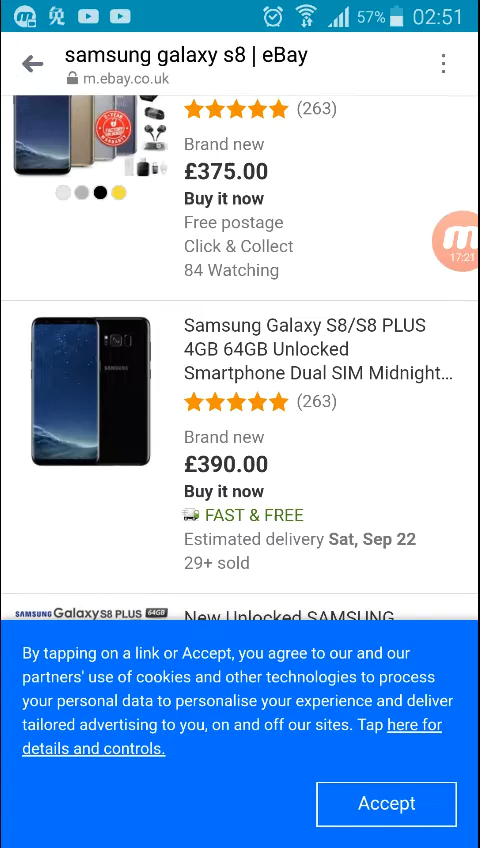 57% 02:51
samsung galaxy s8 | eBay
m.ebay.co.uk
(263)
Brand new
£375.00
Buy it now
Free postage
Click & Collect
84 Watching
17:21
Samsung Galaxy S8/S8 PLUS
4GB 64GB Unlocked
Smartphone Dual SIM Midnight...
(263)
Brand new
£390.00
Buy it now
FAST & FREE
Estimated delivery Sat, Sep 22
29+ sold
SAMSUNG Galaxy S8 PLUS 64GB
New Unlocked SAMSUNG
By tapping on a link or Accept, you agree to our and our
partners' use of cookies and other technologies to process
your personal data to personalise your experience and deliver
tailored advertising to you, on and off our sites. Tap here for
details and controls.
Accept